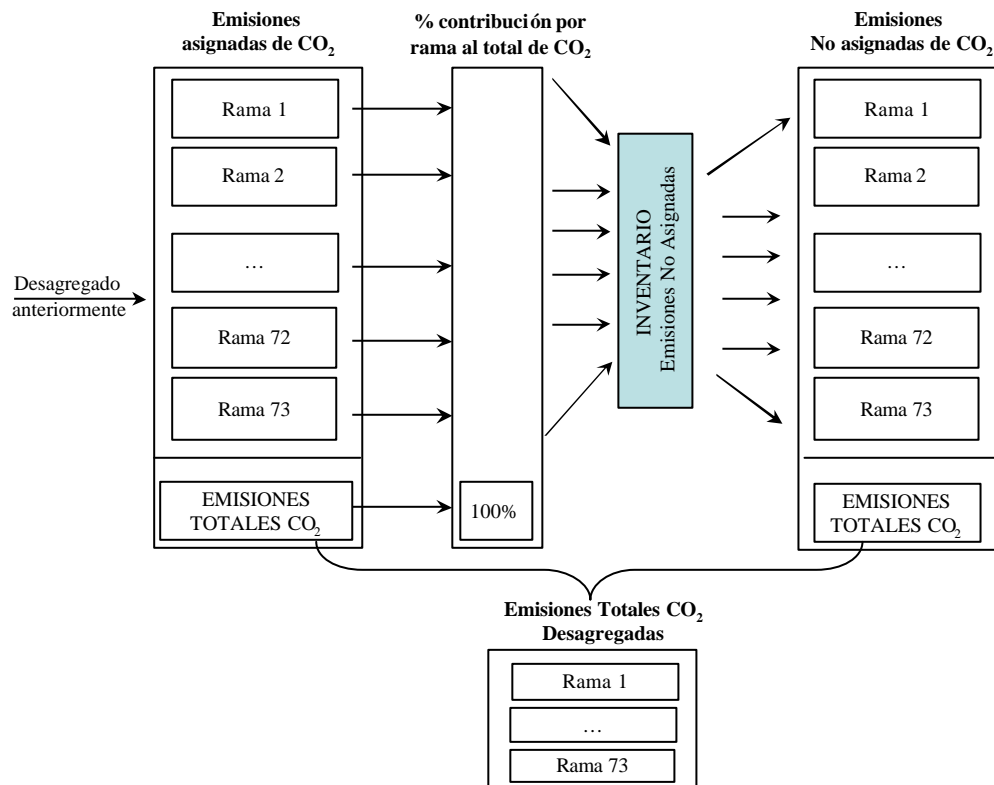 Emisiones
asignadas de CO2
Rama 1
Rama 2
…
Rama 72
Rama 73
EMISIONES
TOTALES CO2
Desagregado
anteriormente
% contribución por
rama al total de CO2
100%
INVENTARIO
Emisiones No Asignadas
Emisiones
No asignadas de CO2
Rama 1
Rama 2
…
Rama 72
Rama 73
EMISIONES
TOTALES CO2
Emisiones Totales CO2
Desagregadas
Rama 1
…
Rama 73